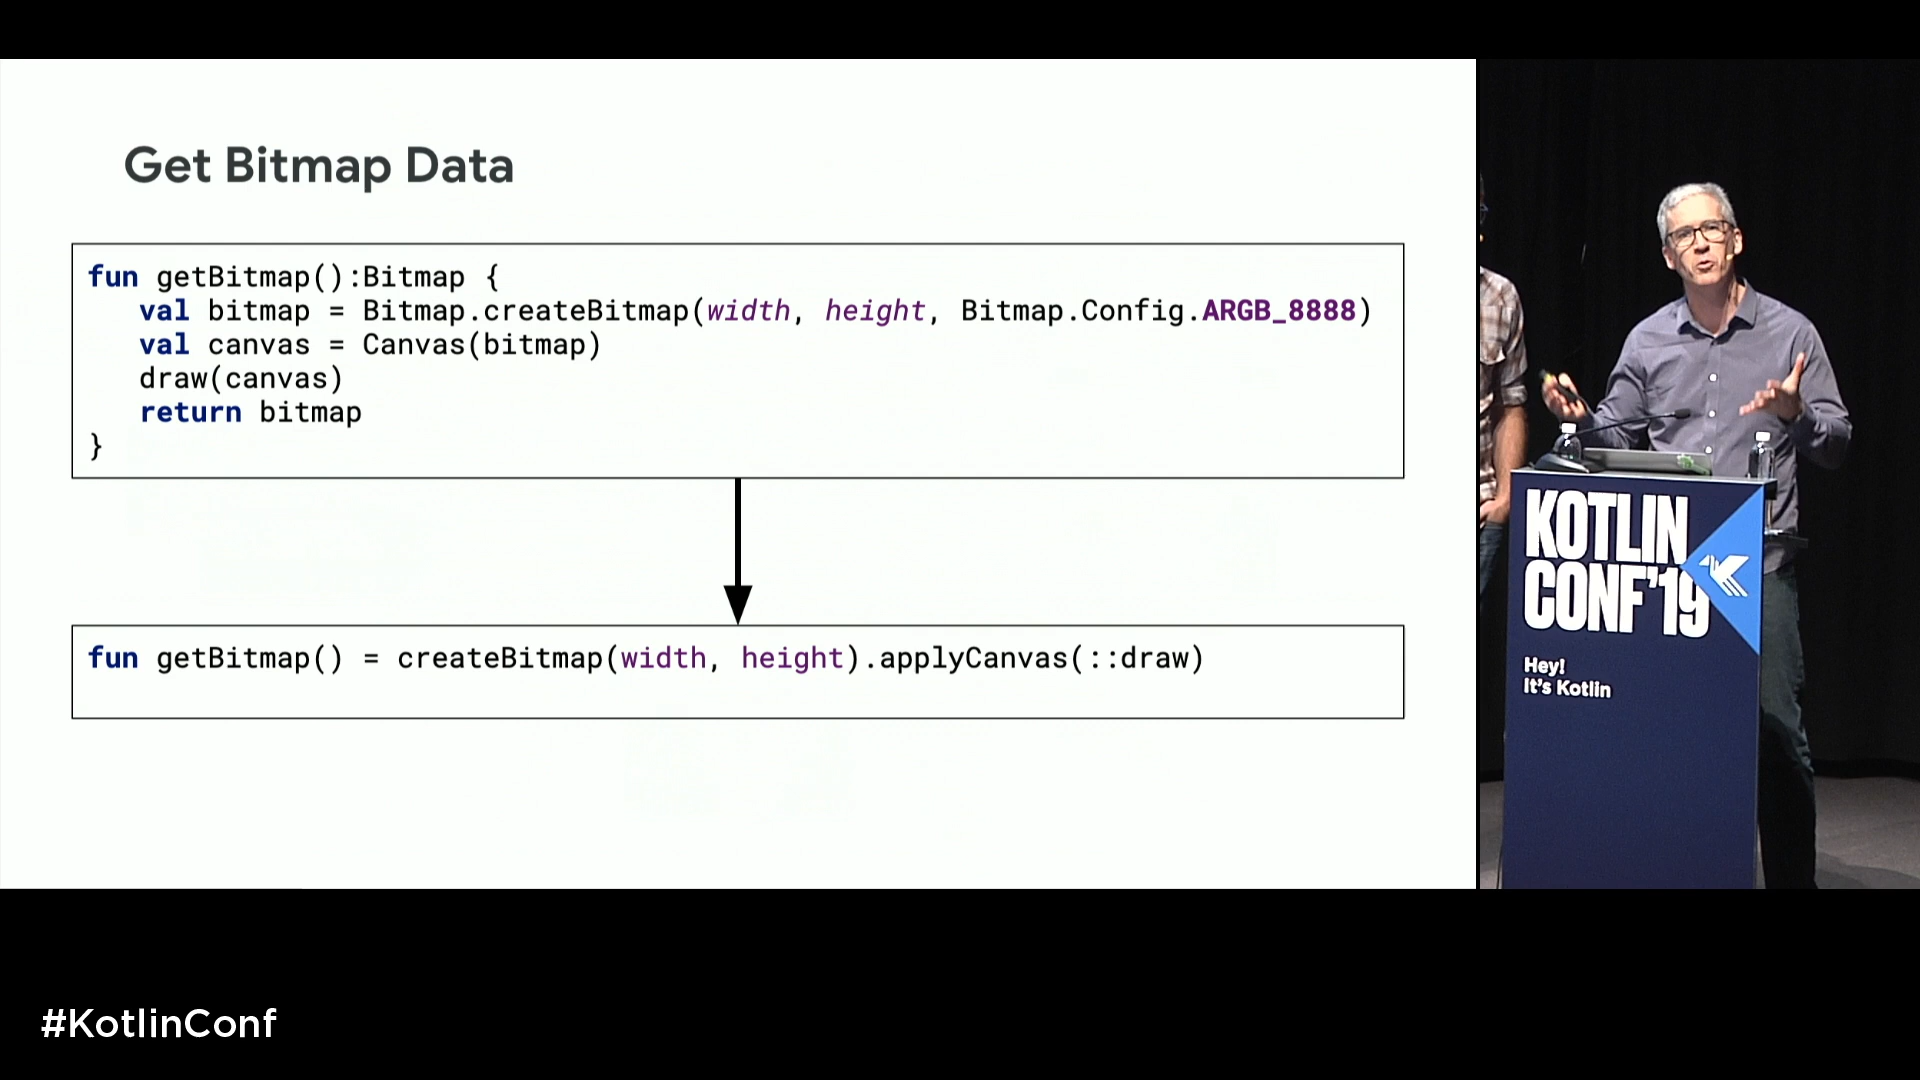 Get Bitmap Data
fun getBitmap():Bitmap {
   val bitmap = Bitmap.createBitmap(width, height, Bitmap.Config.ARGB_8888)
   val canvas = Canvas(bitmap)
   draw(canvas)
   return bitmap
}
fun getBitmap() = createBitmap(width, height).applyCanvas(::draw)
KOTLIN
CONF'19
Hey!
It's Kotlin
#KotlinConf